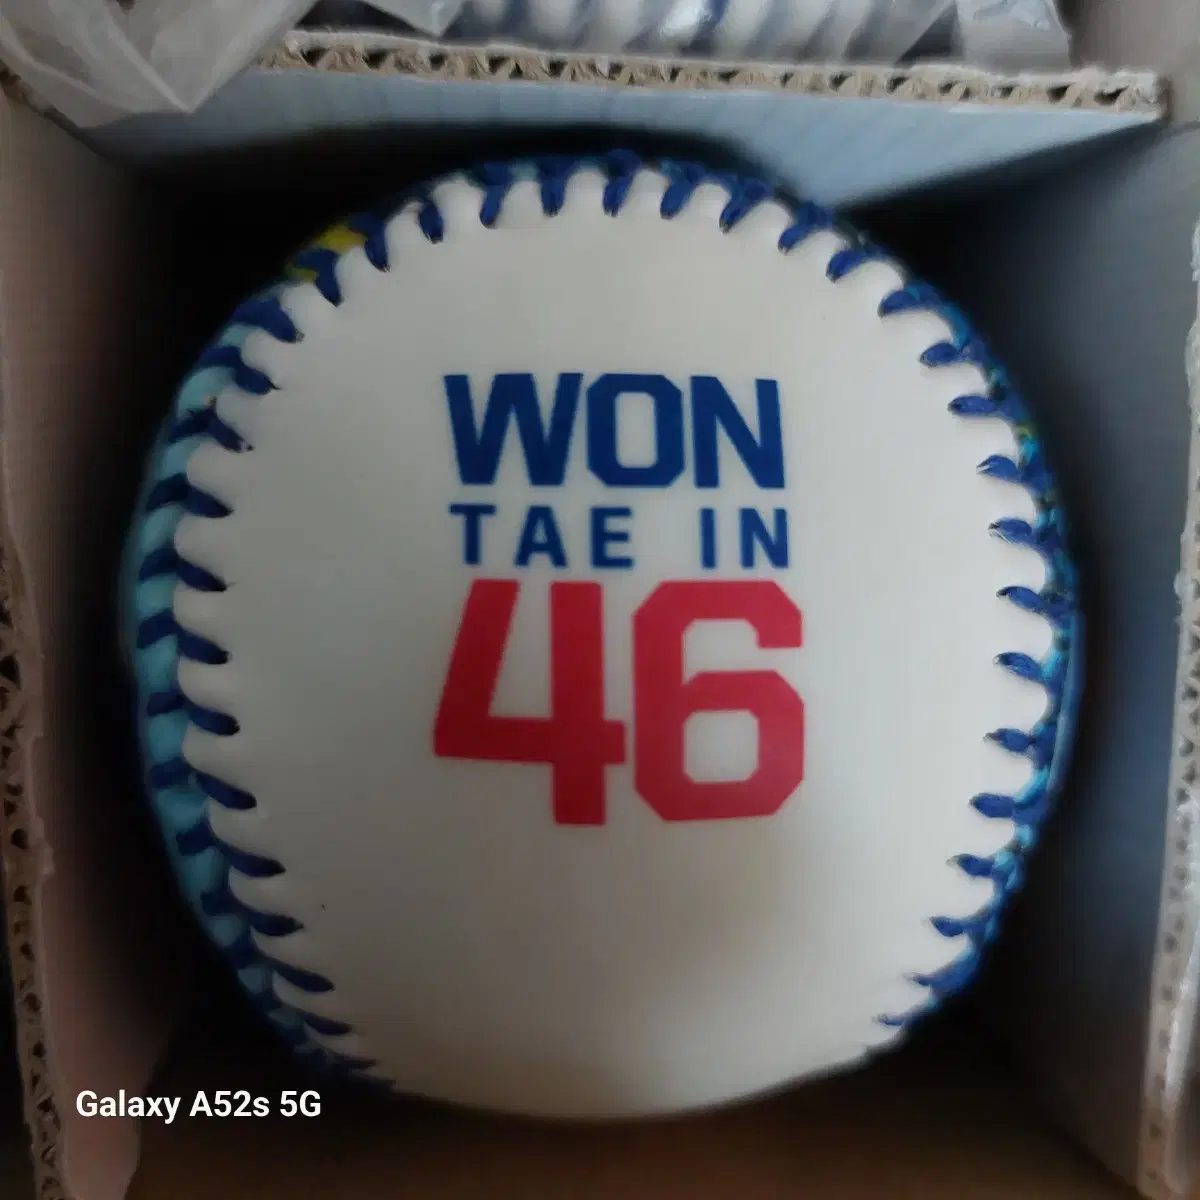 WON
TAE IN
46
Galaxy A52s 5G